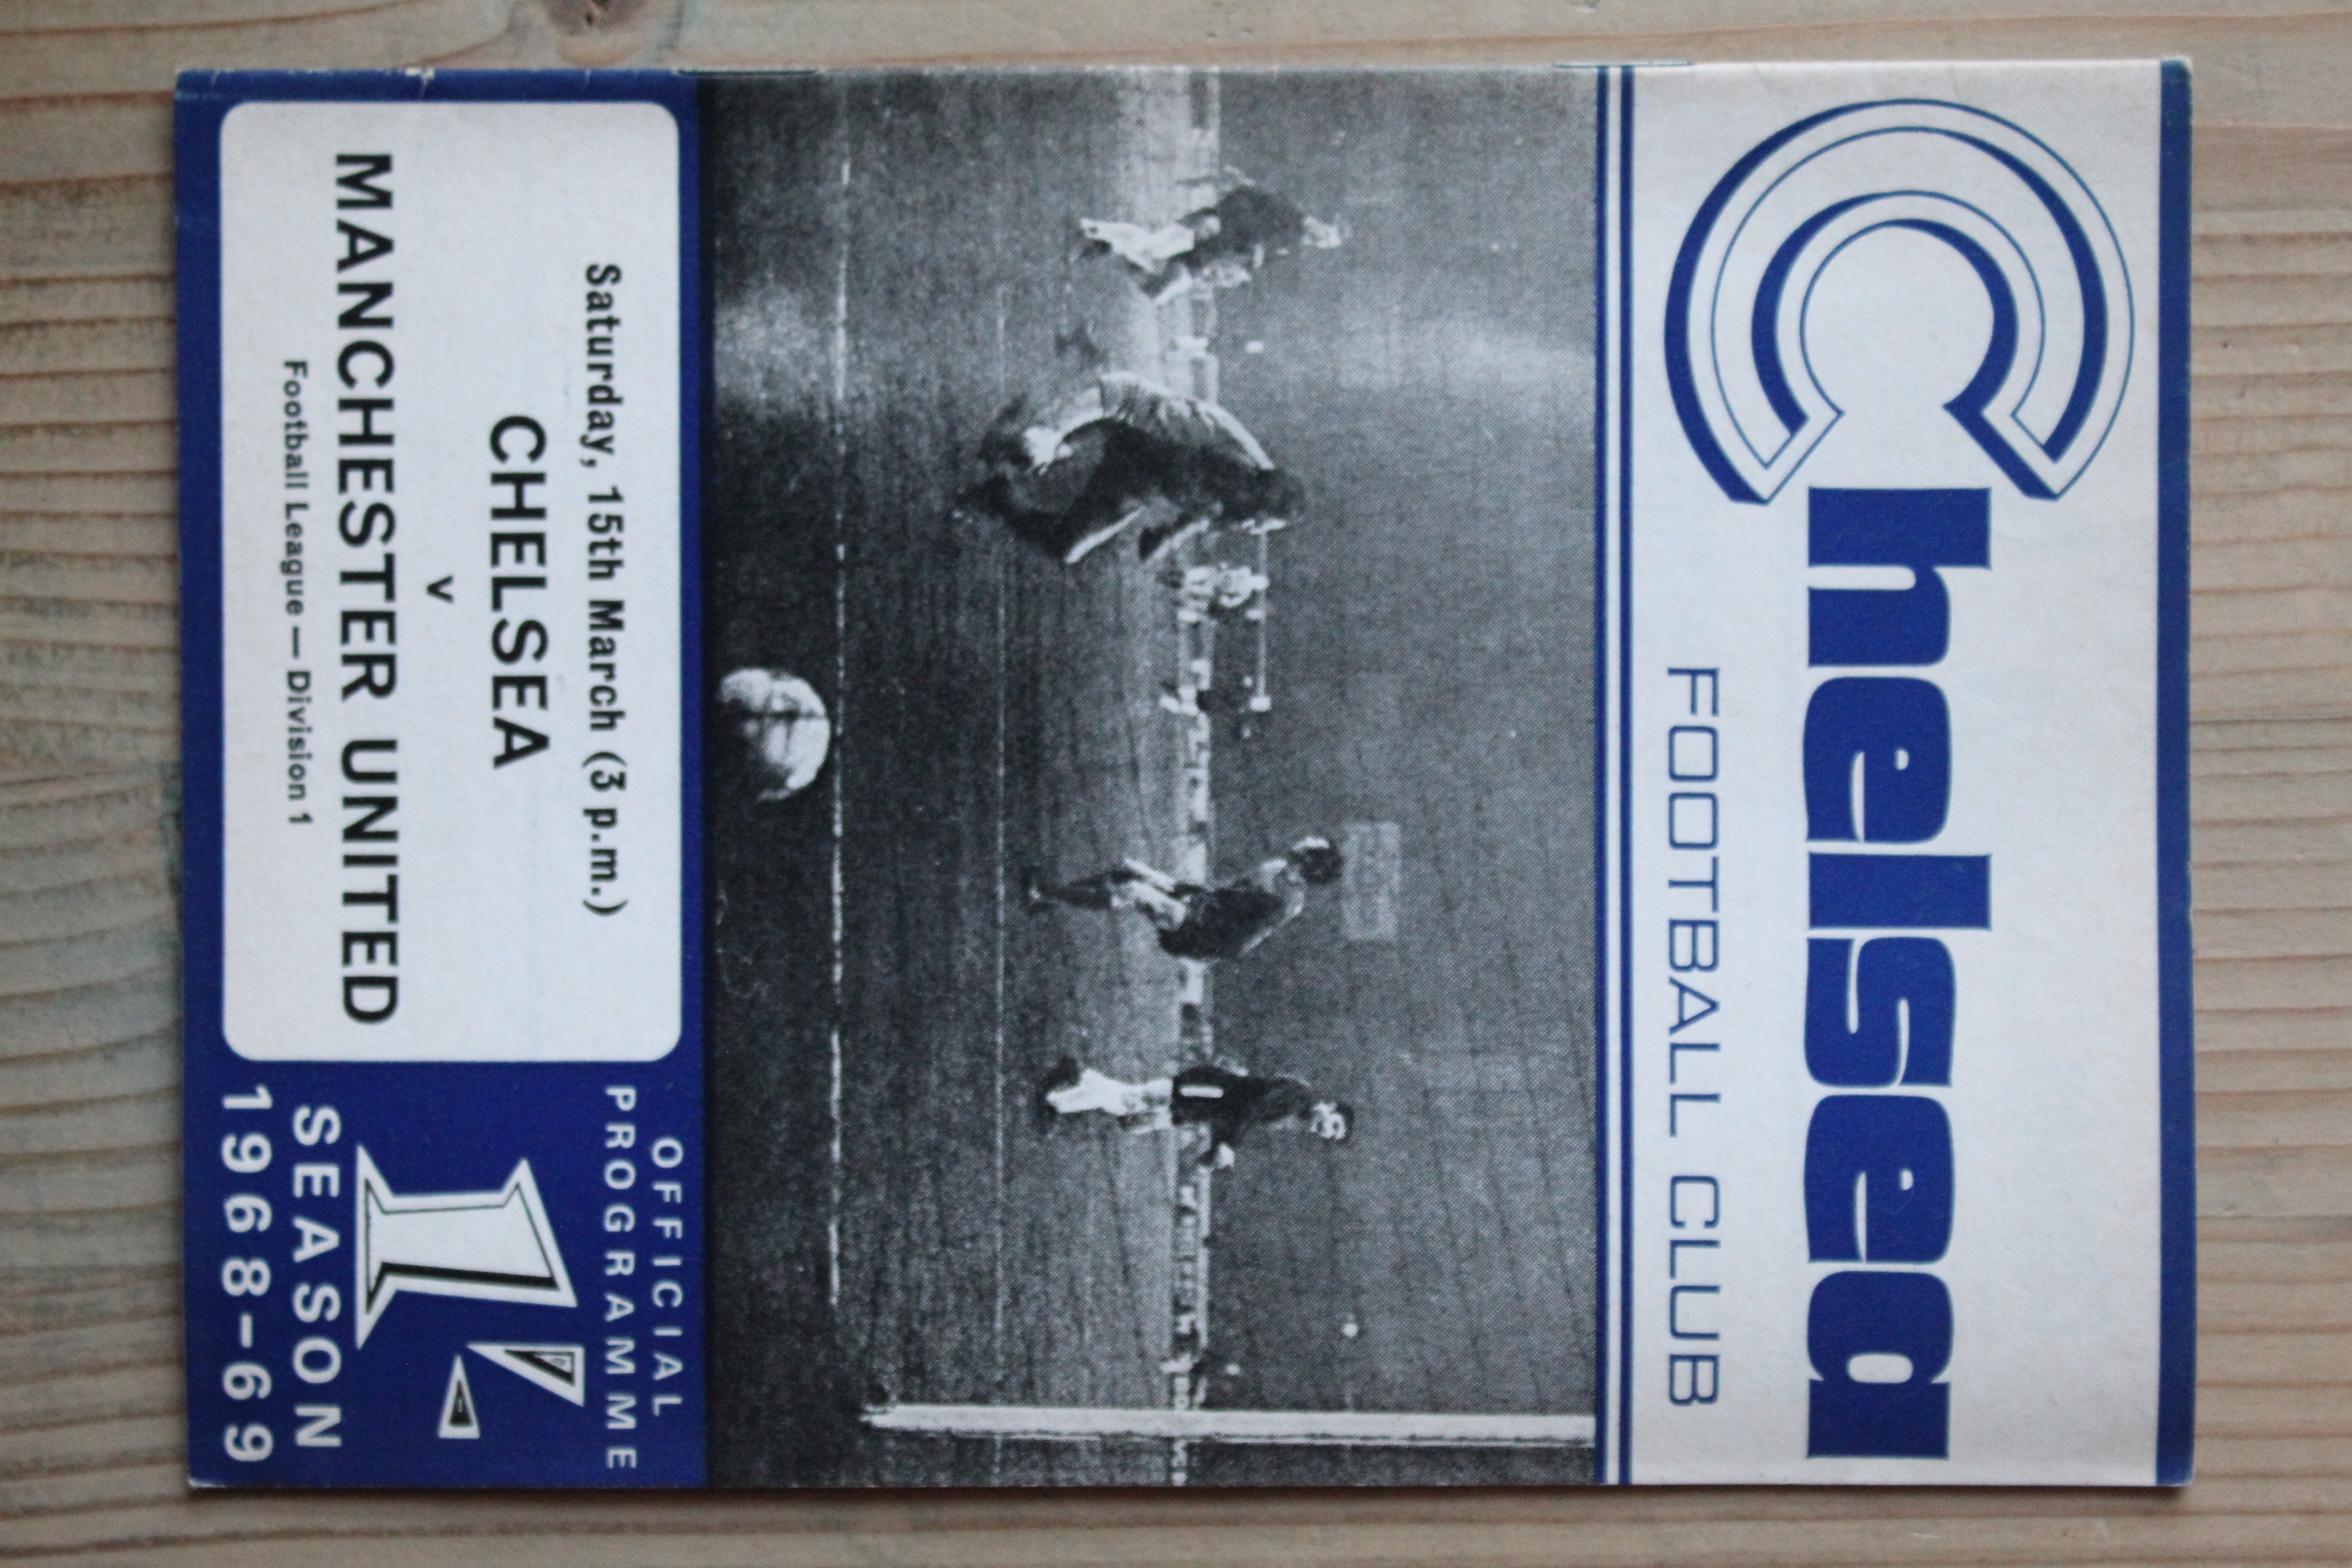 Chelsea
FOOTBALL CLUB
Saturday, 15th March (3 p.m.)
CHELSEA
v
MANCHESTER UNITED
Football League — Division 1
OFFICIAL
PROGRAMME
1/-
SEASON
1968-69